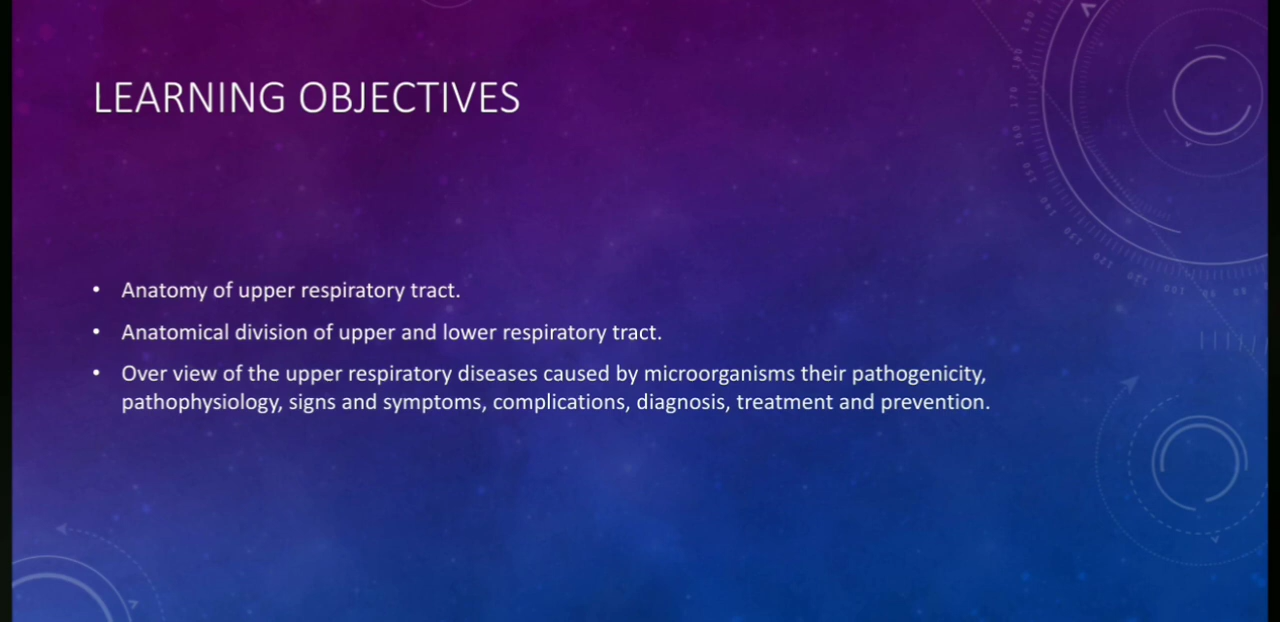 LEARNING OBJECTIVES
• Anatomy of upper respiratory tract.
• Anatomical division of upper and lower respiratory tract.
• Over view of the upper respiratory diseases caused by microorganisms their pathogenicity,
pathophysiology, signs and symptoms, complications, diagnosis, treatment and prevention.